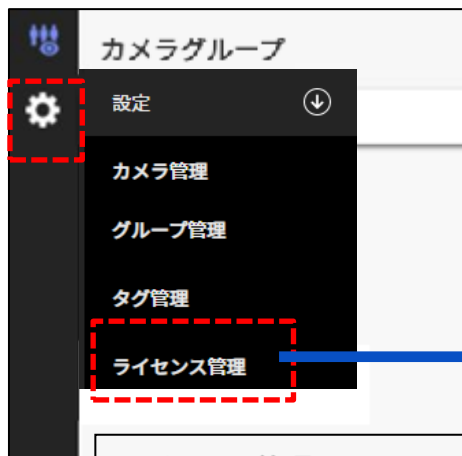 カメラグループ
設定
カメラ管理
グループ管理
タグ管理
ライセンス管理